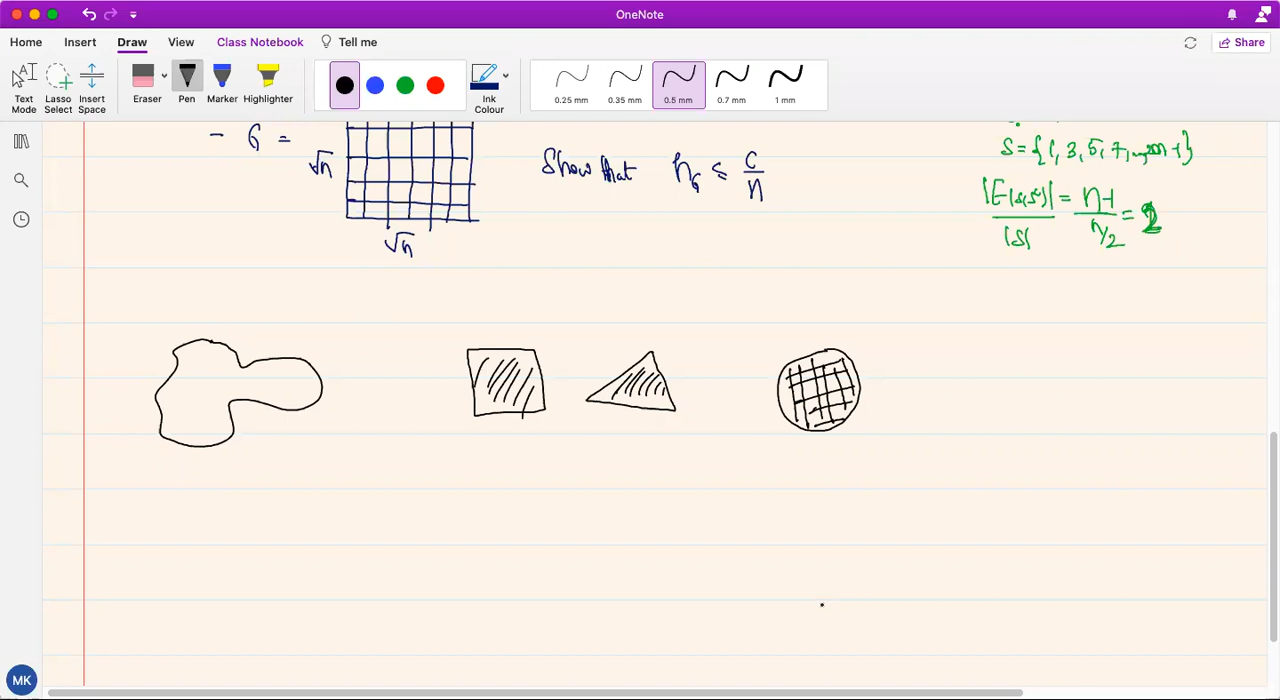 OneNote
Home Insert Draw View Class Notebook Tell me
Share
Text Mode
Lasso Select
Insert Space
Eraser
Pen
Marker
Highlighter
Ink Colour
0.25 mm
0.35 mm
0.5 mm
0.7 mm
1 mm
- G =
√n
√n
Show that h_G ≤ C/n
S = {1, 3, 5, 7,
|E(S,S^c)|/|S| = n-1/n/2 = 2
MK